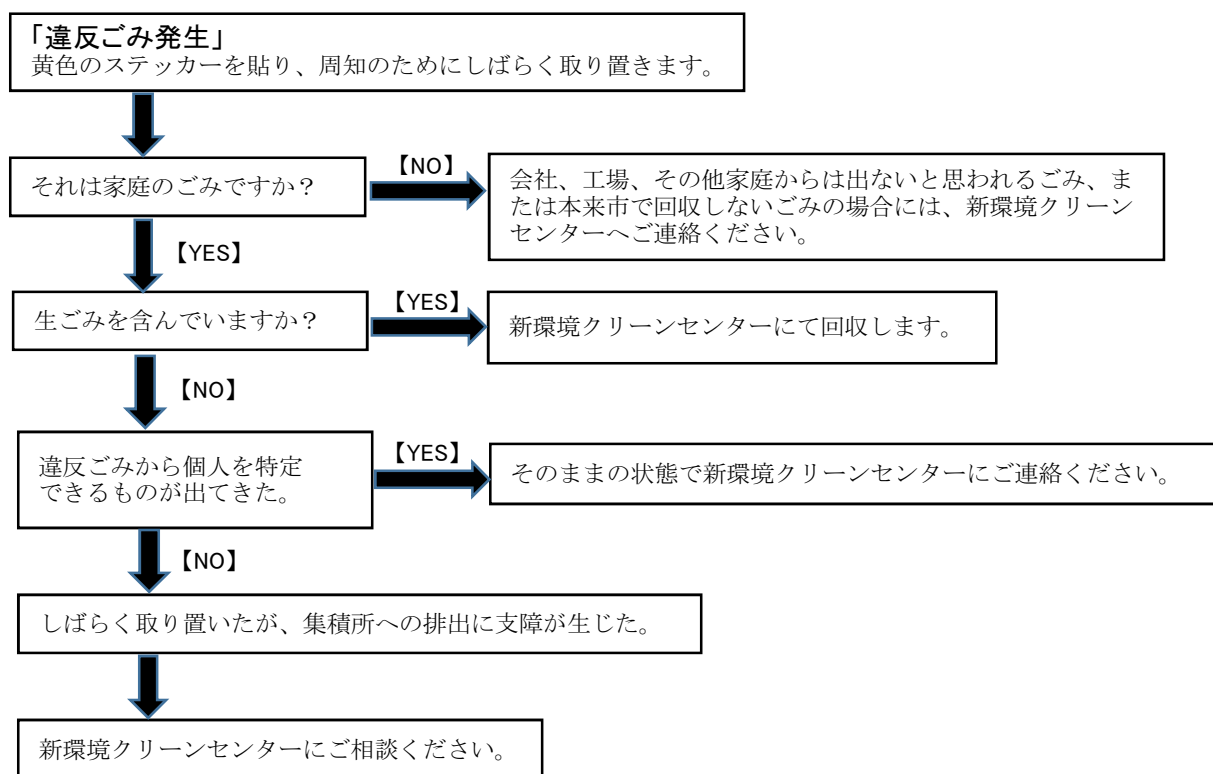 「違反ごみ発生」
黄色のステッカーを貼り、周知のためにしばらく取り置きます。
それは家庭のごみですか？
【NO】
会社、工場、その他家庭からは出ないと思われるごみ、ま
たは本来市で回収しないごみの場合には、新環境クリーン
センターへご連絡ください。
【YES】
生ごみを含んでいますか？
【YES】
新環境クリーンセンターにて回収します。
【NO】
違反ごみから個人を特定
できるものが出てきた。
【YES】
そのままの状態で新環境クリーンセンターにご連絡ください。
【NO】
しばらく取り置いたが、集積所への排出に支障が生じた。
新環境クリーンセンターにご相談ください。